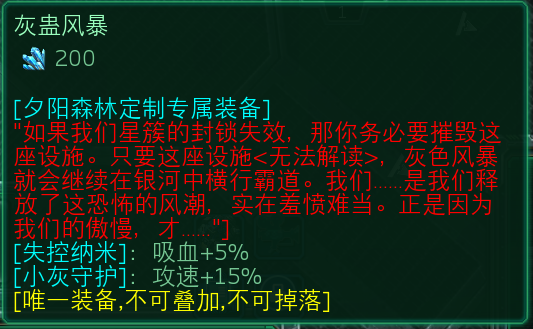 灰蛊风暴
200
[夕阳森林定制专属装备]
"如果我们星簇的封锁失效，那你务必要摧毁这
座设施。只要这座设施<无法解读>，灰色风暴
就会继续在银河中横行霸道。我们......是我们释
放了这恐怖的风潮，实在羞愤难当。正是因为
我们的傲慢，才......"]
[失控纳米]：吸血+5%
[小灰守护]：攻速+15%
[唯一装备,不可叠加,不可掉落]